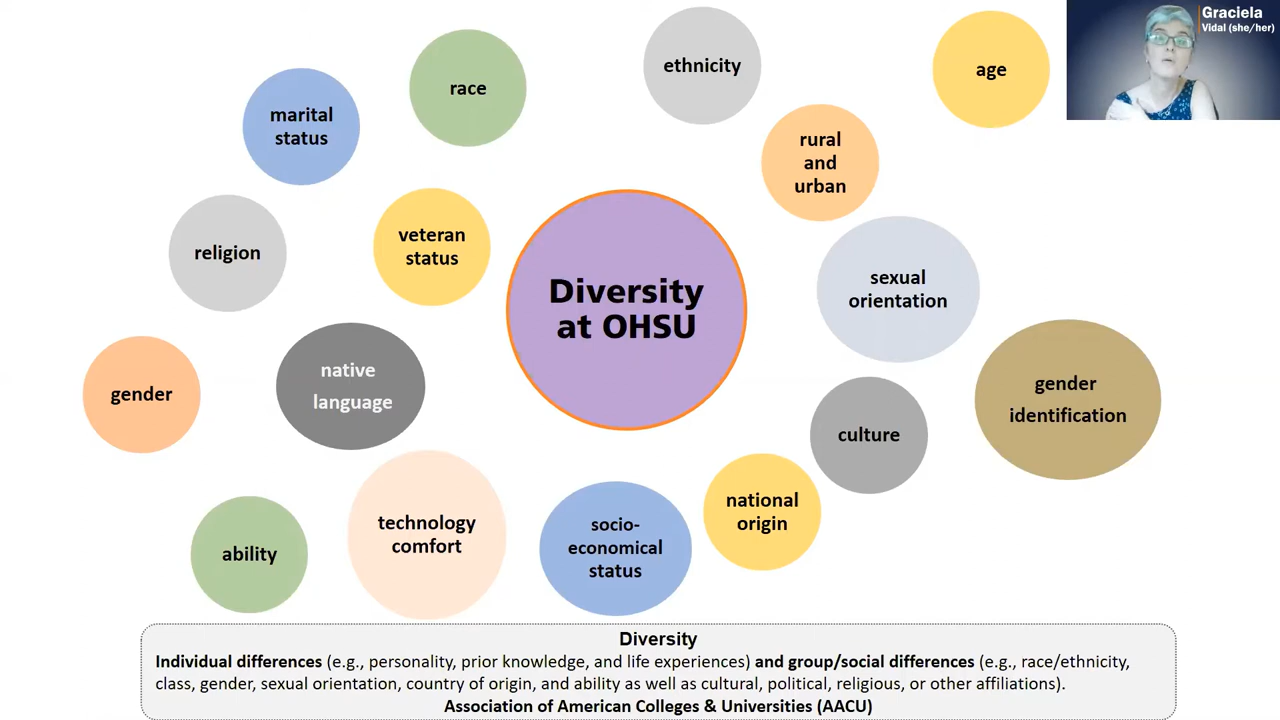 Graciela
Vidal (she/her)
ethnicity
age
race
marital
status
rural
and
urban
religion
veteran
status
Diversity
at OHSU
sexual
orientation
gender
native
language
gender
identification
culture
national
origin
technology
comfort
socio-
economical
status
ability
Diversity
Individual differences (e.g., personality, prior knowledge, and life experiences) and group/social differences (e.g., race/ethnicity,
class, gender, sexual orientation, country of origin, and ability as well as cultural, political, religious, or other affiliations).
Association of American Colleges & Universities (AACU)